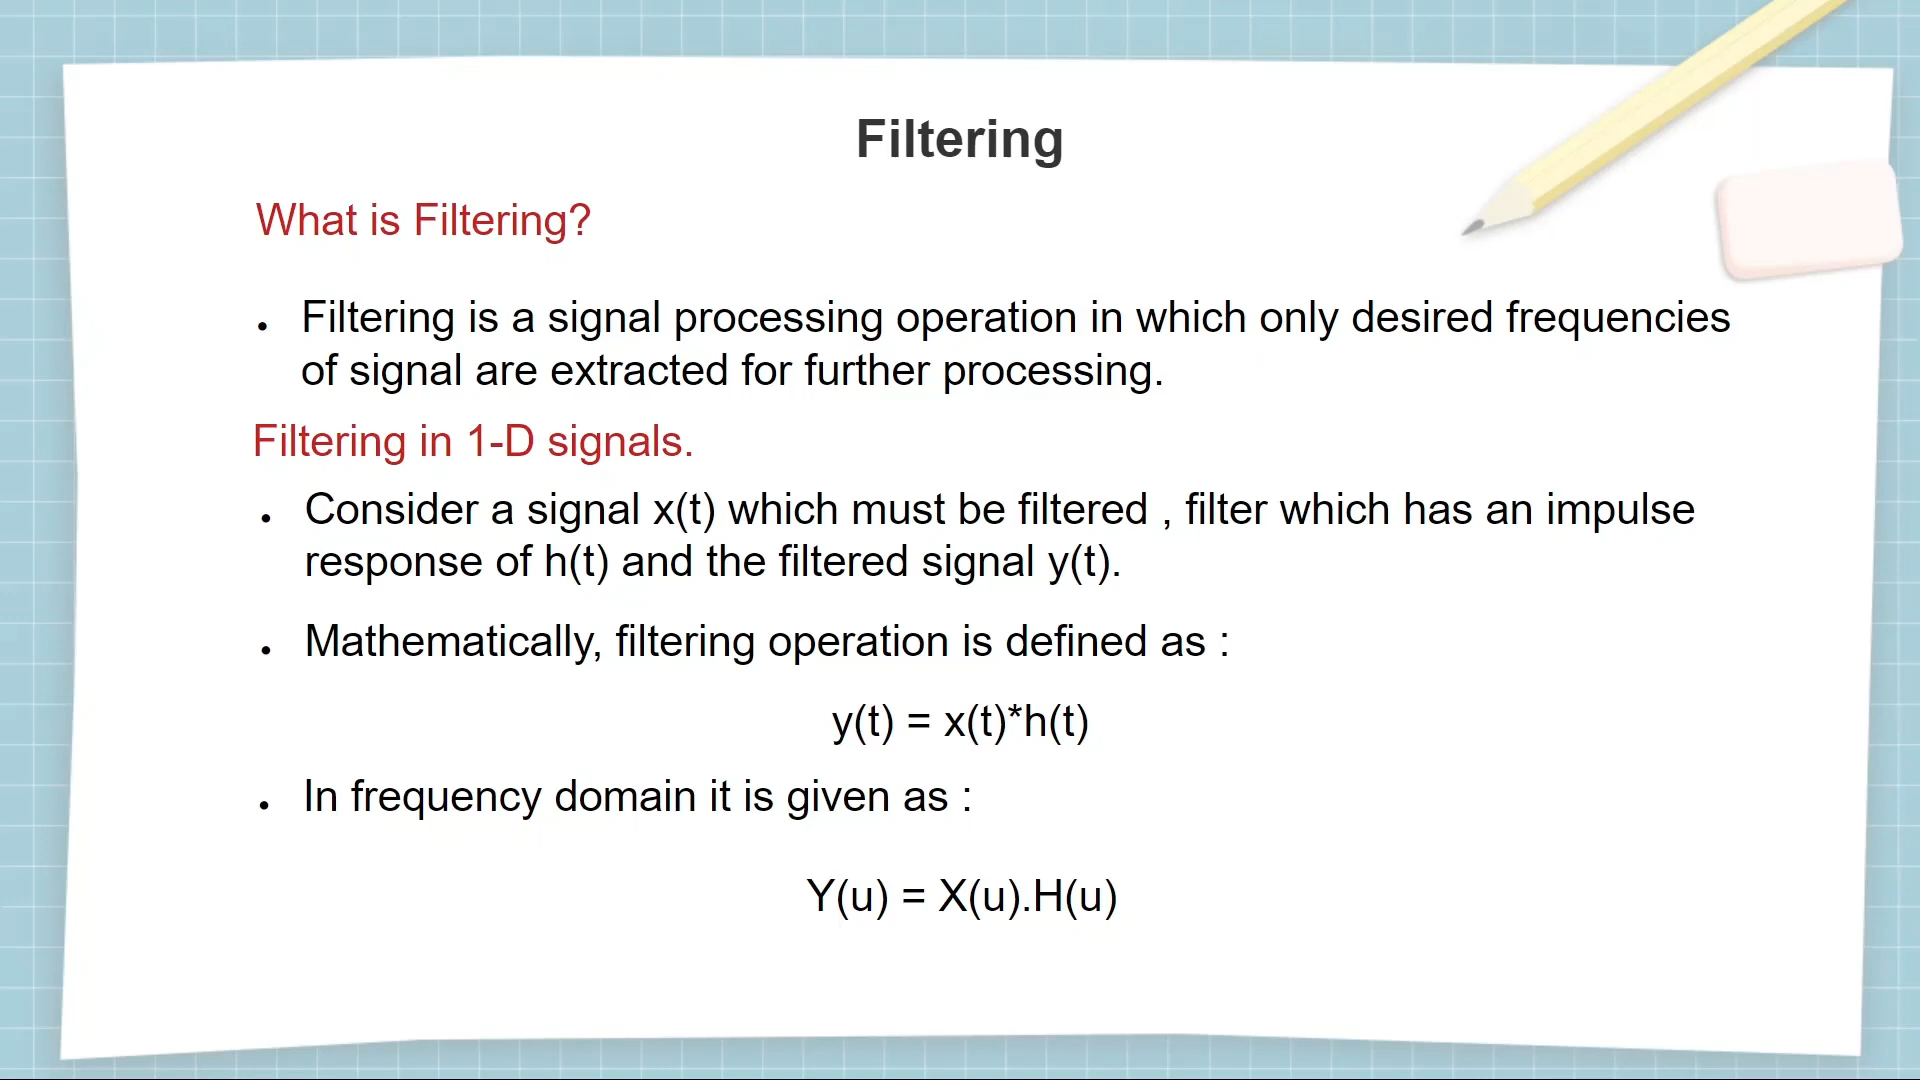 Filtering
What is Filtering?
• Filtering is a signal processing operation in which only desired frequencies
of signal are extracted for further processing.
Filtering in 1-D signals.
• Consider a signal x(t) which must be filtered , filter which has an impulse
response of h(t) and the filtered signal y(t).
• Mathematically, filtering operation is defined as :
y(t) = x(t)*h(t)
• In frequency domain it is given as :
Y(u) = X(u).H(u)